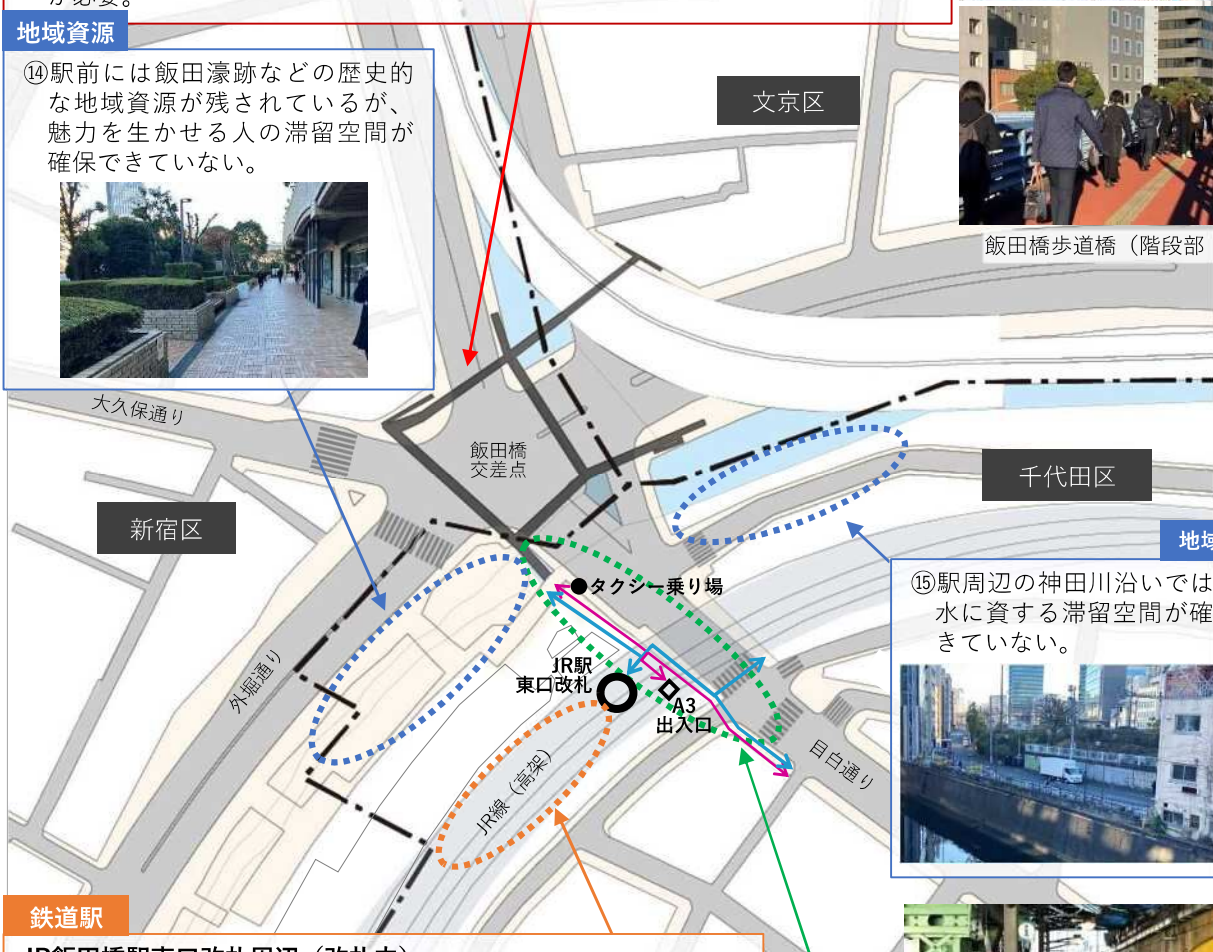 が必要。
地域資源
⑭駅前には飯田濠跡などの歴史的
な地域資源が残されているが、
魅力を生かせる人の滞留空間が
確保できていない。
文京区
飯田橋歩道橋（階段部
大久保通り
飯田橋
交差点
千代田区
新宿区
地域
⑮駅周辺の神田川沿いでは
水に資する滞留空間が確
きていない。
●タクシー乗り場
JR駅
東口改札
A3
出入口
外堀通り
目白通り
JR線（高架）
鉄道駅
JR飯田橋駅東口改札周辺（改札内）